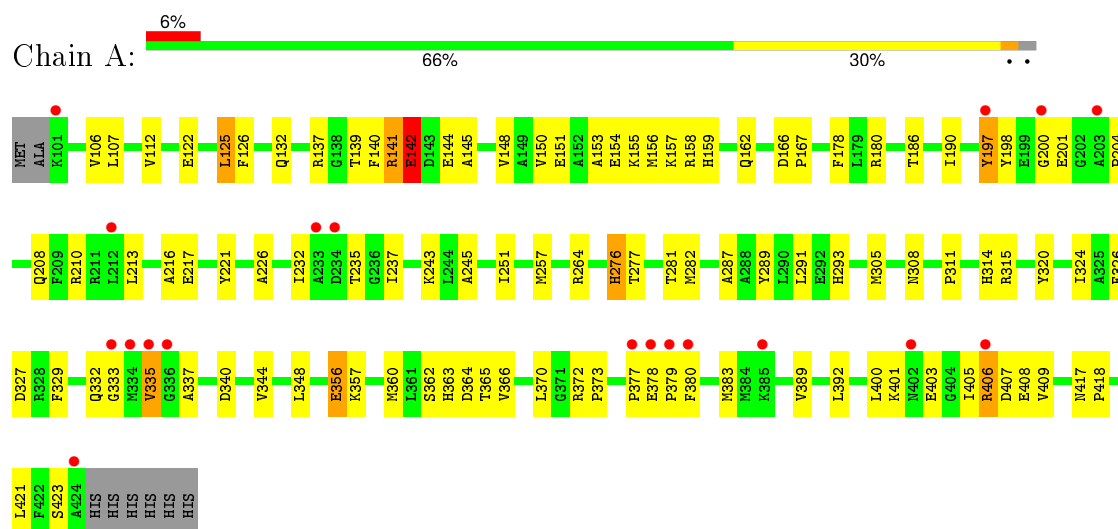 6%
Chain A:
66% 30% • •
MET ALA K101 V106 L107 V112 E122 L125 F126 Q132 R137 G138 T139 F140 R141 E142 D143 E144 A145 V148 A149 V150 E151 A152 A153 E154 K155 M156 K157 R158 H159 Q162 D166 P167 F178 L179 R180 T186 I190 Y197 Y198 E199 G200 E201 G202 A203 P204
Q208 F209 R210 R211 L212 L213 A216 E217 Y221 A226 I232 A233 D234 T235 G236 I237 K243 L244 A245 I251 M257 R264 H276 T277 T281 M282 A287 A288 Y289 L290 L291 E292 H293 M305 N308 P311 H314 R315 Y320 I324 A325 E326
D327 R328 F329 Q332 G333 M334 V335 G336 A337 D340 V344 L348 E356 K357 M360 L361 S362 H363 D364 T365 V366 L370 G371 R372 P373 P377 E378 P379 F380 M383 M384 K385 V389 L392 L400 K401 N402 E403 G404 I405 R406 D407 E408 V409 N417 P418
L421 F422 S423 A424 HIS HIS HIS HIS HIS HIS